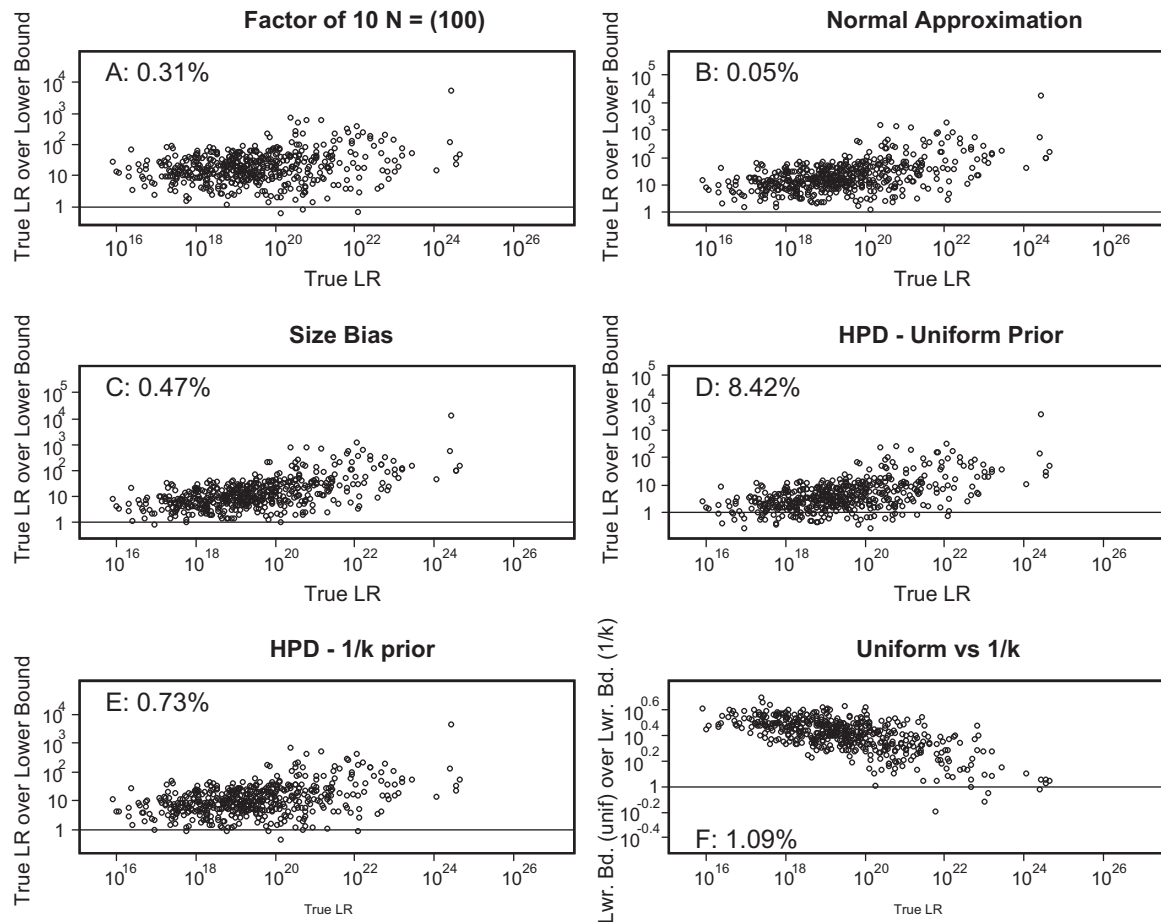 Factor of 10 N = (100)
True LR over Lower Bound
A: 0.31%
10^4
10^3
10^2
10
1
10^16 10^18 10^20 10^22 10^24 10^26
True LR
Normal Approximation
True LR over Lower Bound
B: 0.05%
10^5
10^4
10^3
10^2
10
1
10^16 10^18 10^20 10^22 10^24 10^26
True LR
Size Bias
True LR over Lower Bound
C: 0.47%
10^5
10^4
10^3
10^2
10
1
10^16 10^18 10^20 10^22 10^24 10^26
True LR
HPD - Uniform Prior
True LR over Lower Bound
D: 8.42%
10^5
10^4
10^3
10^2
10
1
10^16 10^18 10^20 10^22 10^24 10^26
True LR
HPD - 1/k prior
True LR over Lower Bound
E: 0.73%
10^4
10^3
10^2
10
1
10^16 10^18 10^20 10^22 10^24 10^26
True LR
Uniform vs 1/k
Lwr. Bd. (unif) over Lwr. Bd. (1/k)
10^0.6
10^0.4
10^0.2
1
10^-0.2
10^-0.4
F: 1.09%
10^16 10^18 10^20 10^22 10^24 10^26
True LR